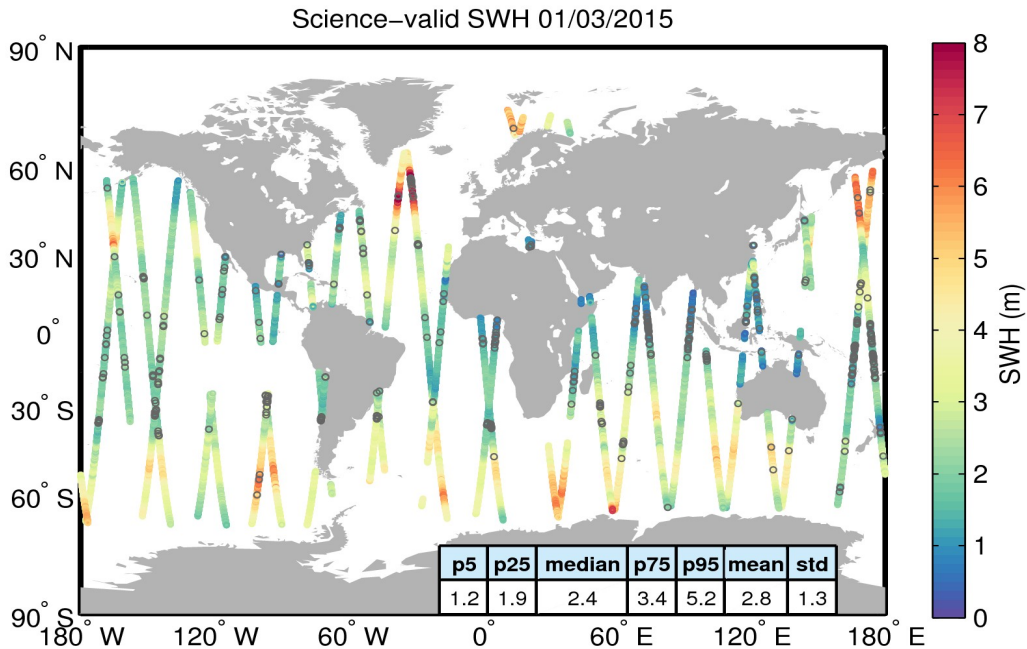 Science−valid SWH 01/03/2015
90° N
60° N
30° N
0°
30° S
60° S
90° S
180° W
120° W
60° W
0°
60° E
120° E
180° E
8
7
6
5
4
3
2
1
0
SWH (m)
p5 p25 median p75 p95 mean std
1.2 1.9 2.4 3.4 5.2 2.8 1.3